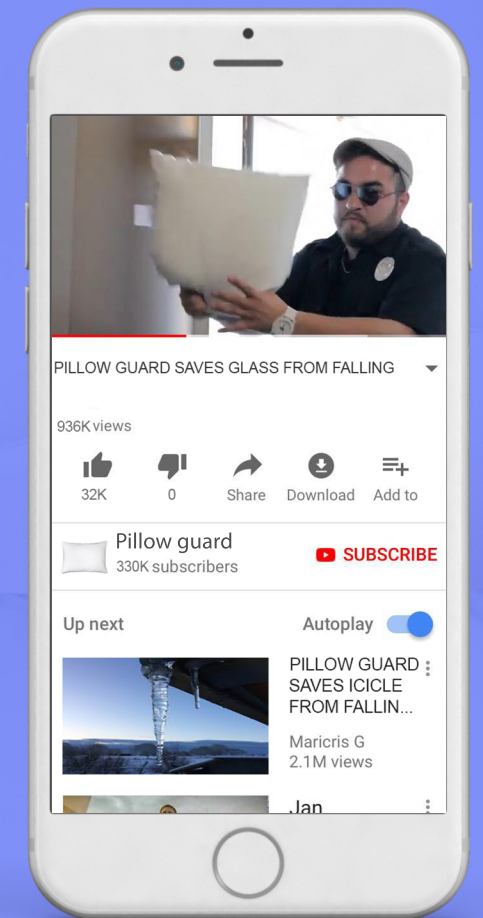 PILLOW GUARD SAVES GLASS FROM FALLING
936K views
32K
0
Share
Download
Add to
Pillow guard
330K subscribers
SUBSCRIBE
Up next
Autoplay
PILLOW GUARD
SAVES ICICLE
FROM FALLIN...
Maricris G
2.1M views
Jan